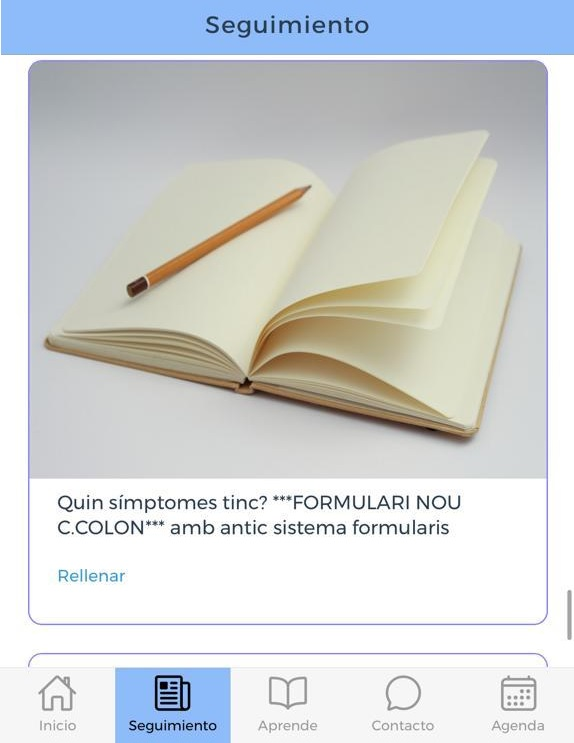 Seguimiento
Quin símptomes tinc? ***FORMULARI NOU
C.COLON*** amb antic sistema formularis
Rellenar
Inicio
Seguimiento
Aprende
Contacto
Agenda